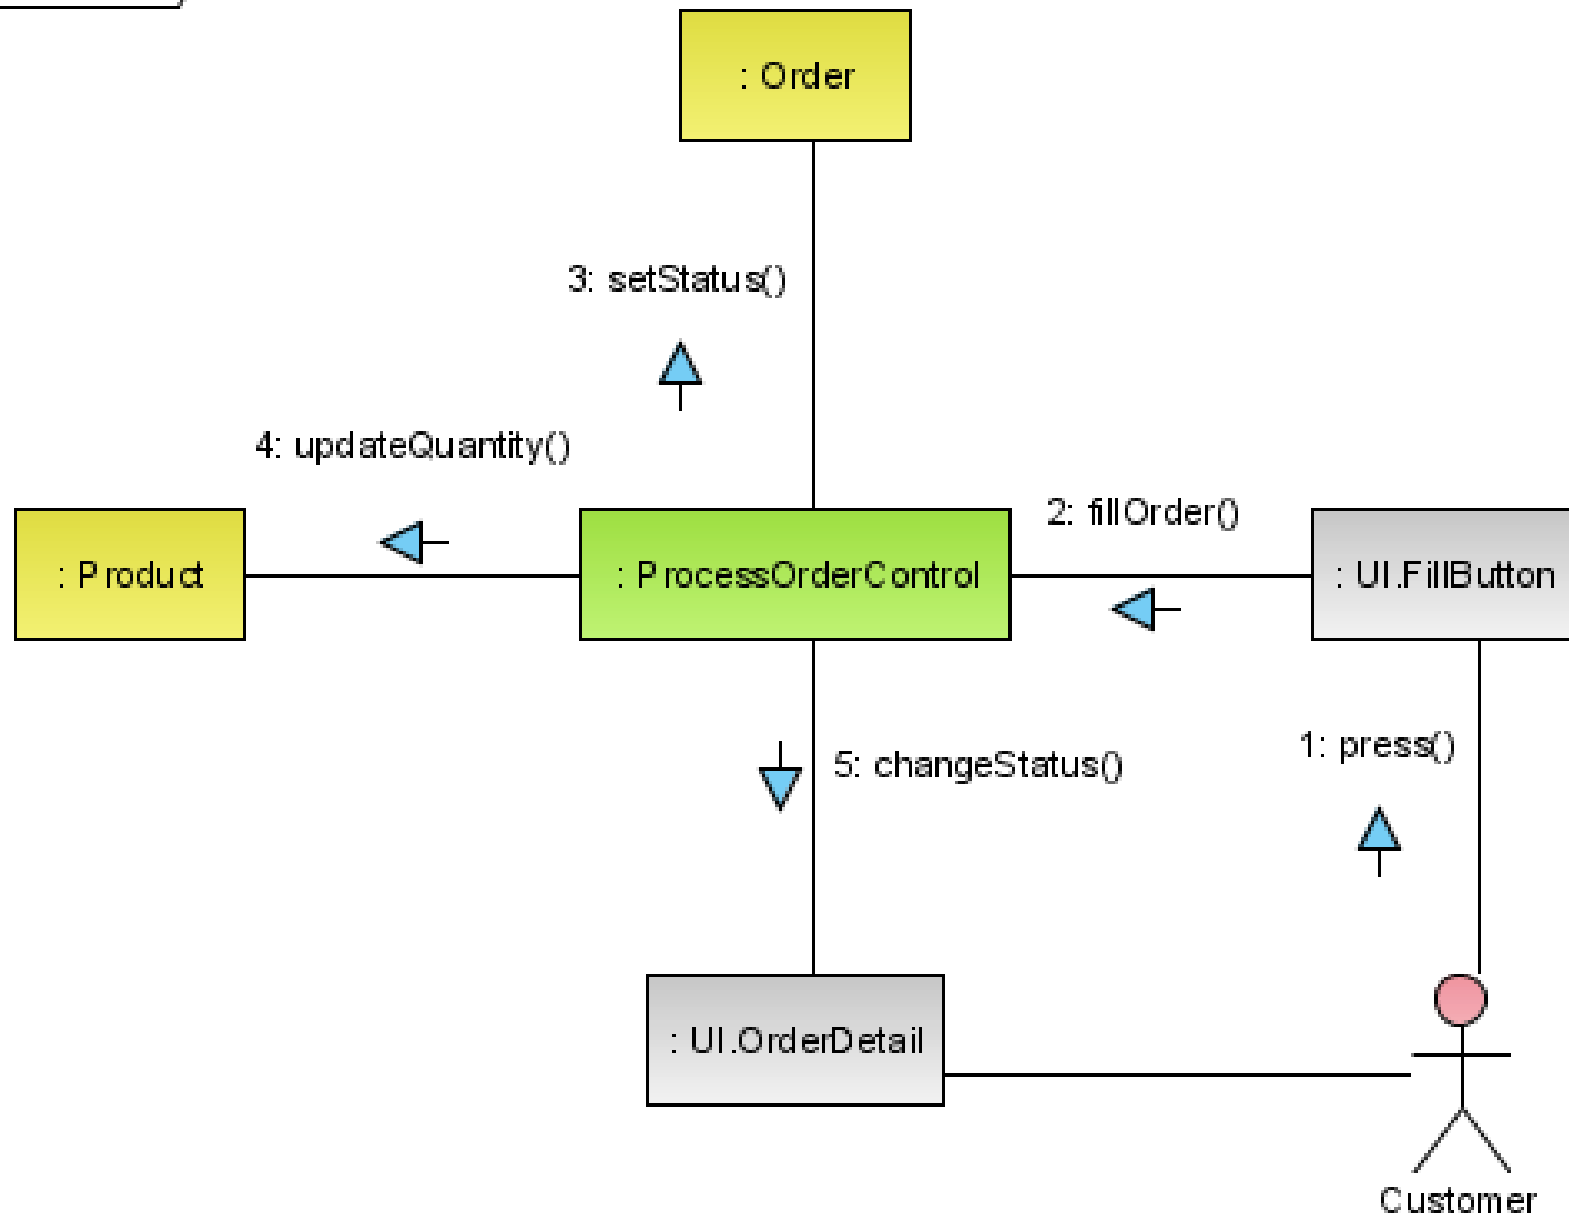 : Order
3: setStatus()
4: updateQuantity()
2: fillOrder()
: Product
: ProcessOrderControl
: UI.FillButton
1: press()
5: changeStatus()
: UI.OrderDetail
Customer